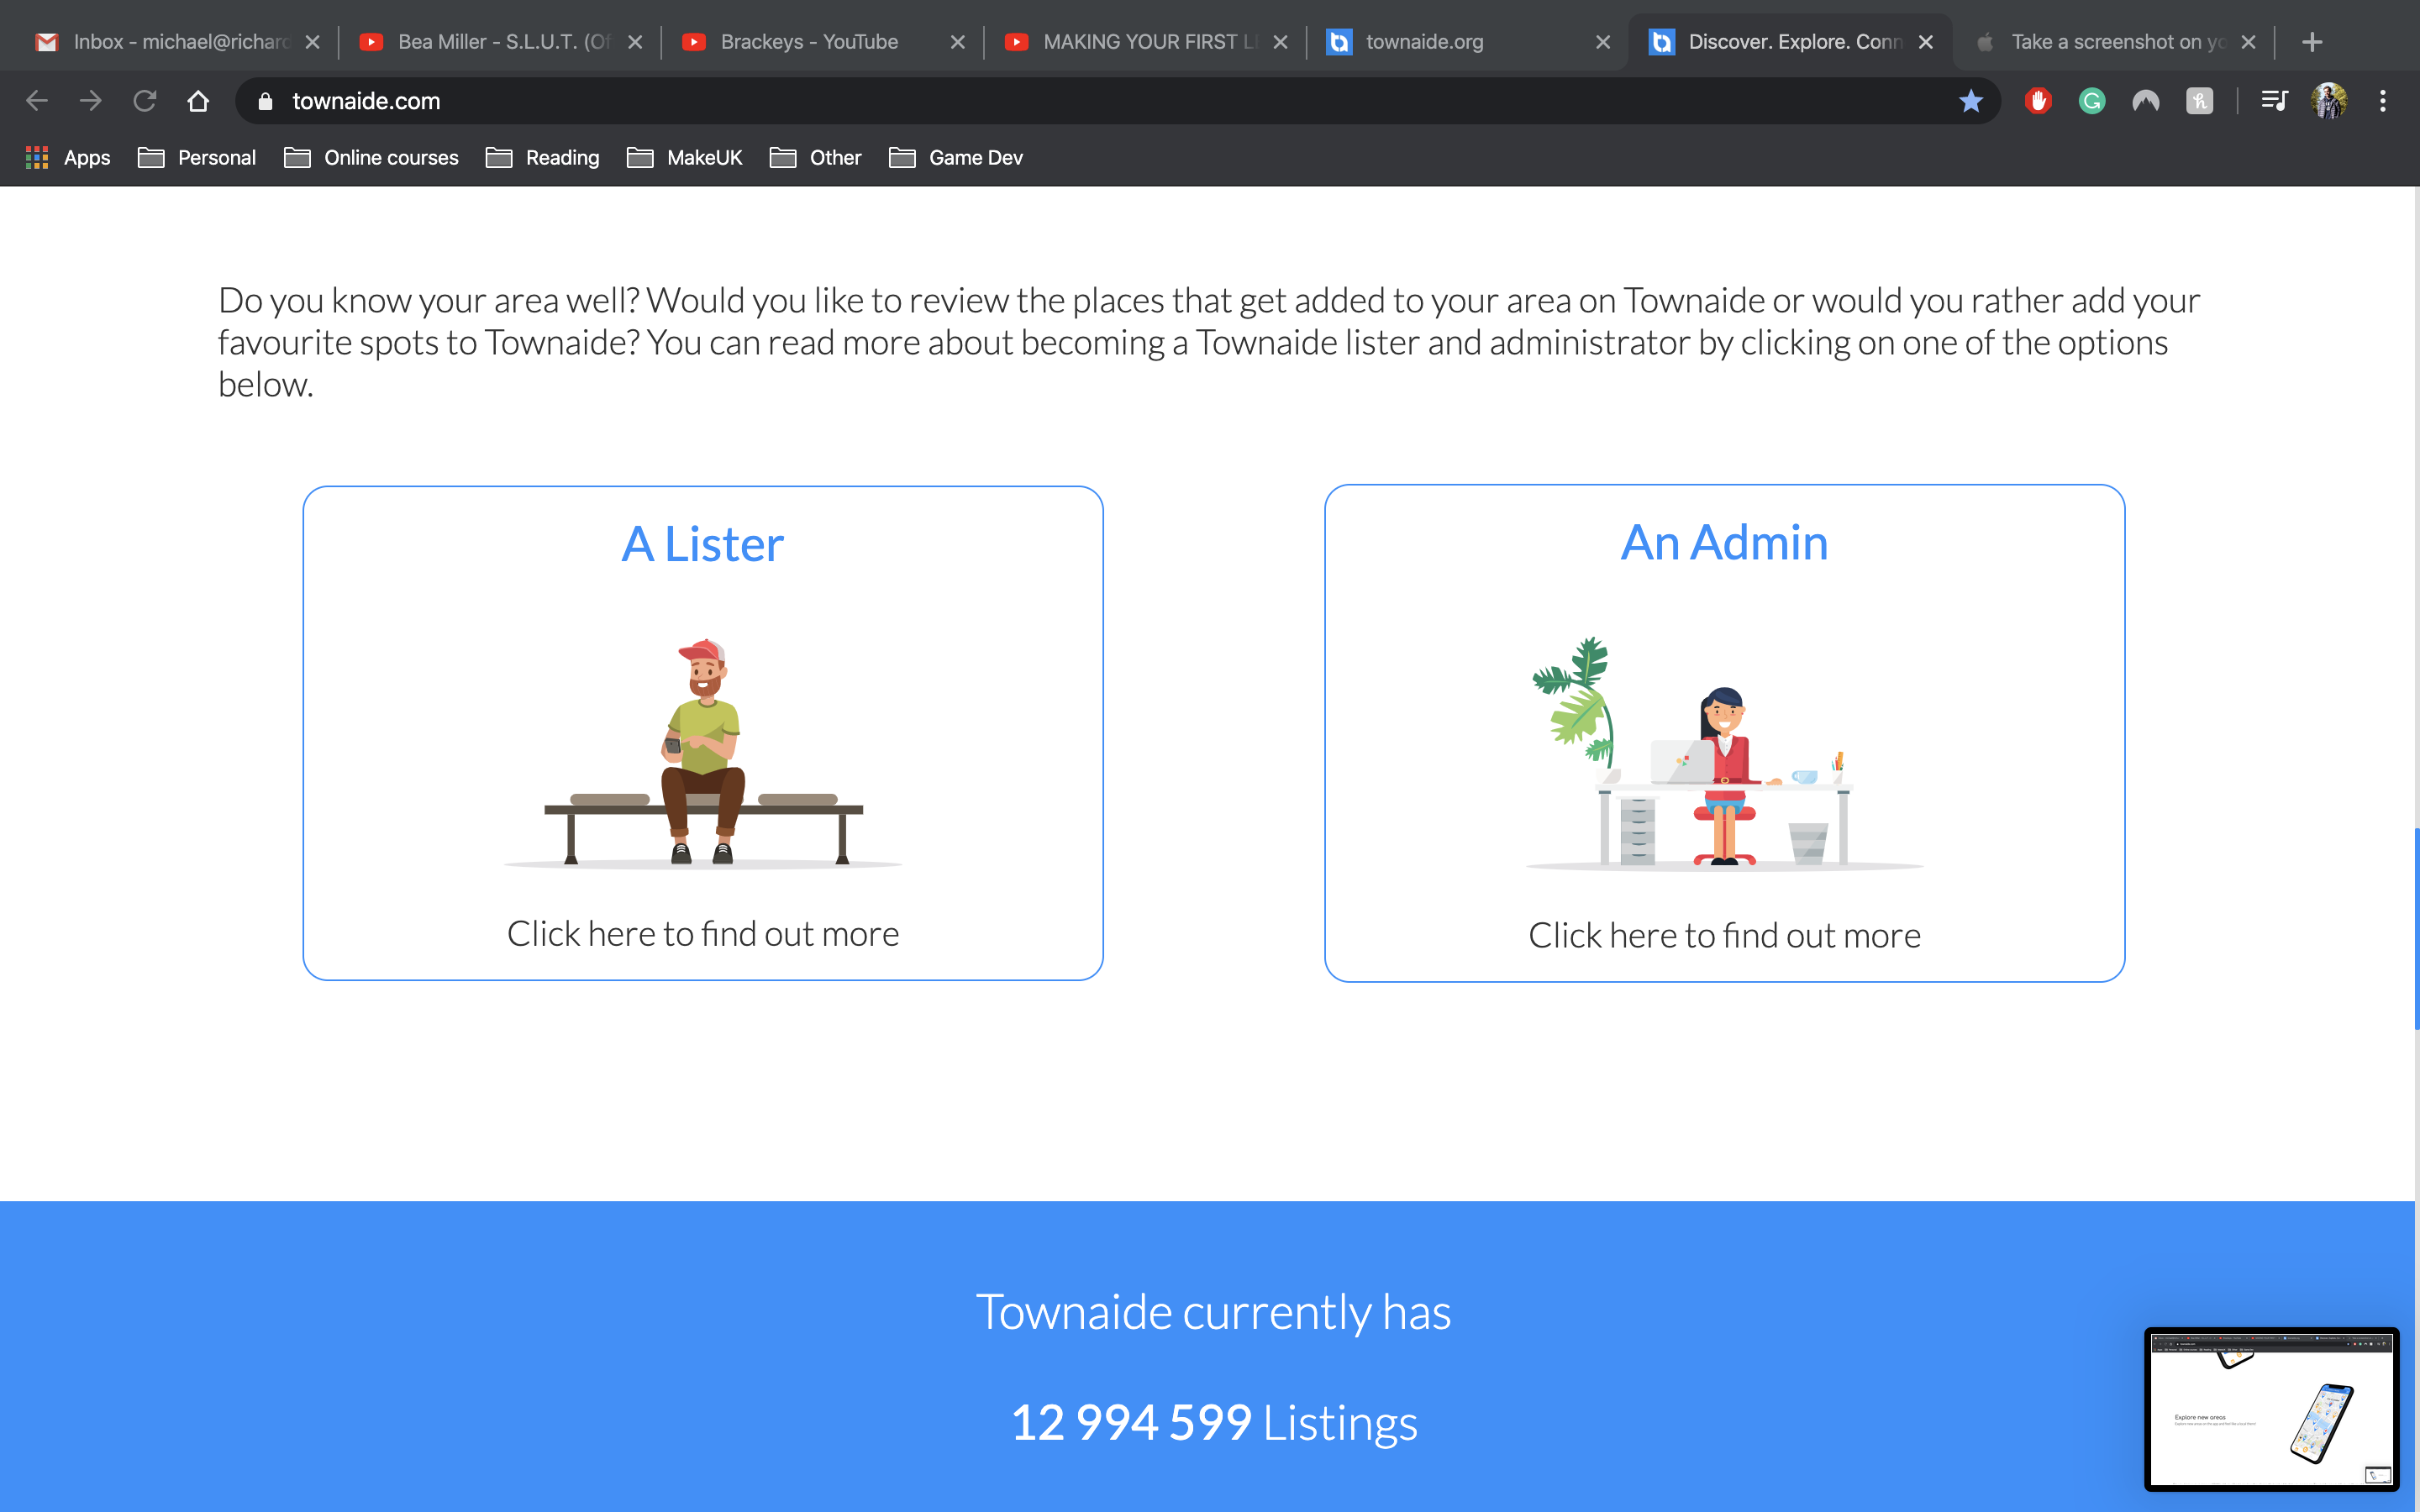 Inbox - michael@richard
Bea Miller - S.L.U.T. (Of
Brackeys - YouTube
MAKING YOUR FIRST L
townaide.org
Discover. Explore. Conn
Take a screenshot on yo
townaide.com
Apps
Personal
Online courses
Reading
MakeUK
Other
Game Dev
Do you know your area well? Would you like to review the places that get added to your area on Townaide or would you rather add your
favourite spots to Townaide? You can read more about becoming a Townaide lister and administrator by clicking on one of the options
below.
A Lister
An Admin
Click here to find out more
Click here to find out more
Townaide currently has
12 994 599 Listings
Explore new areas